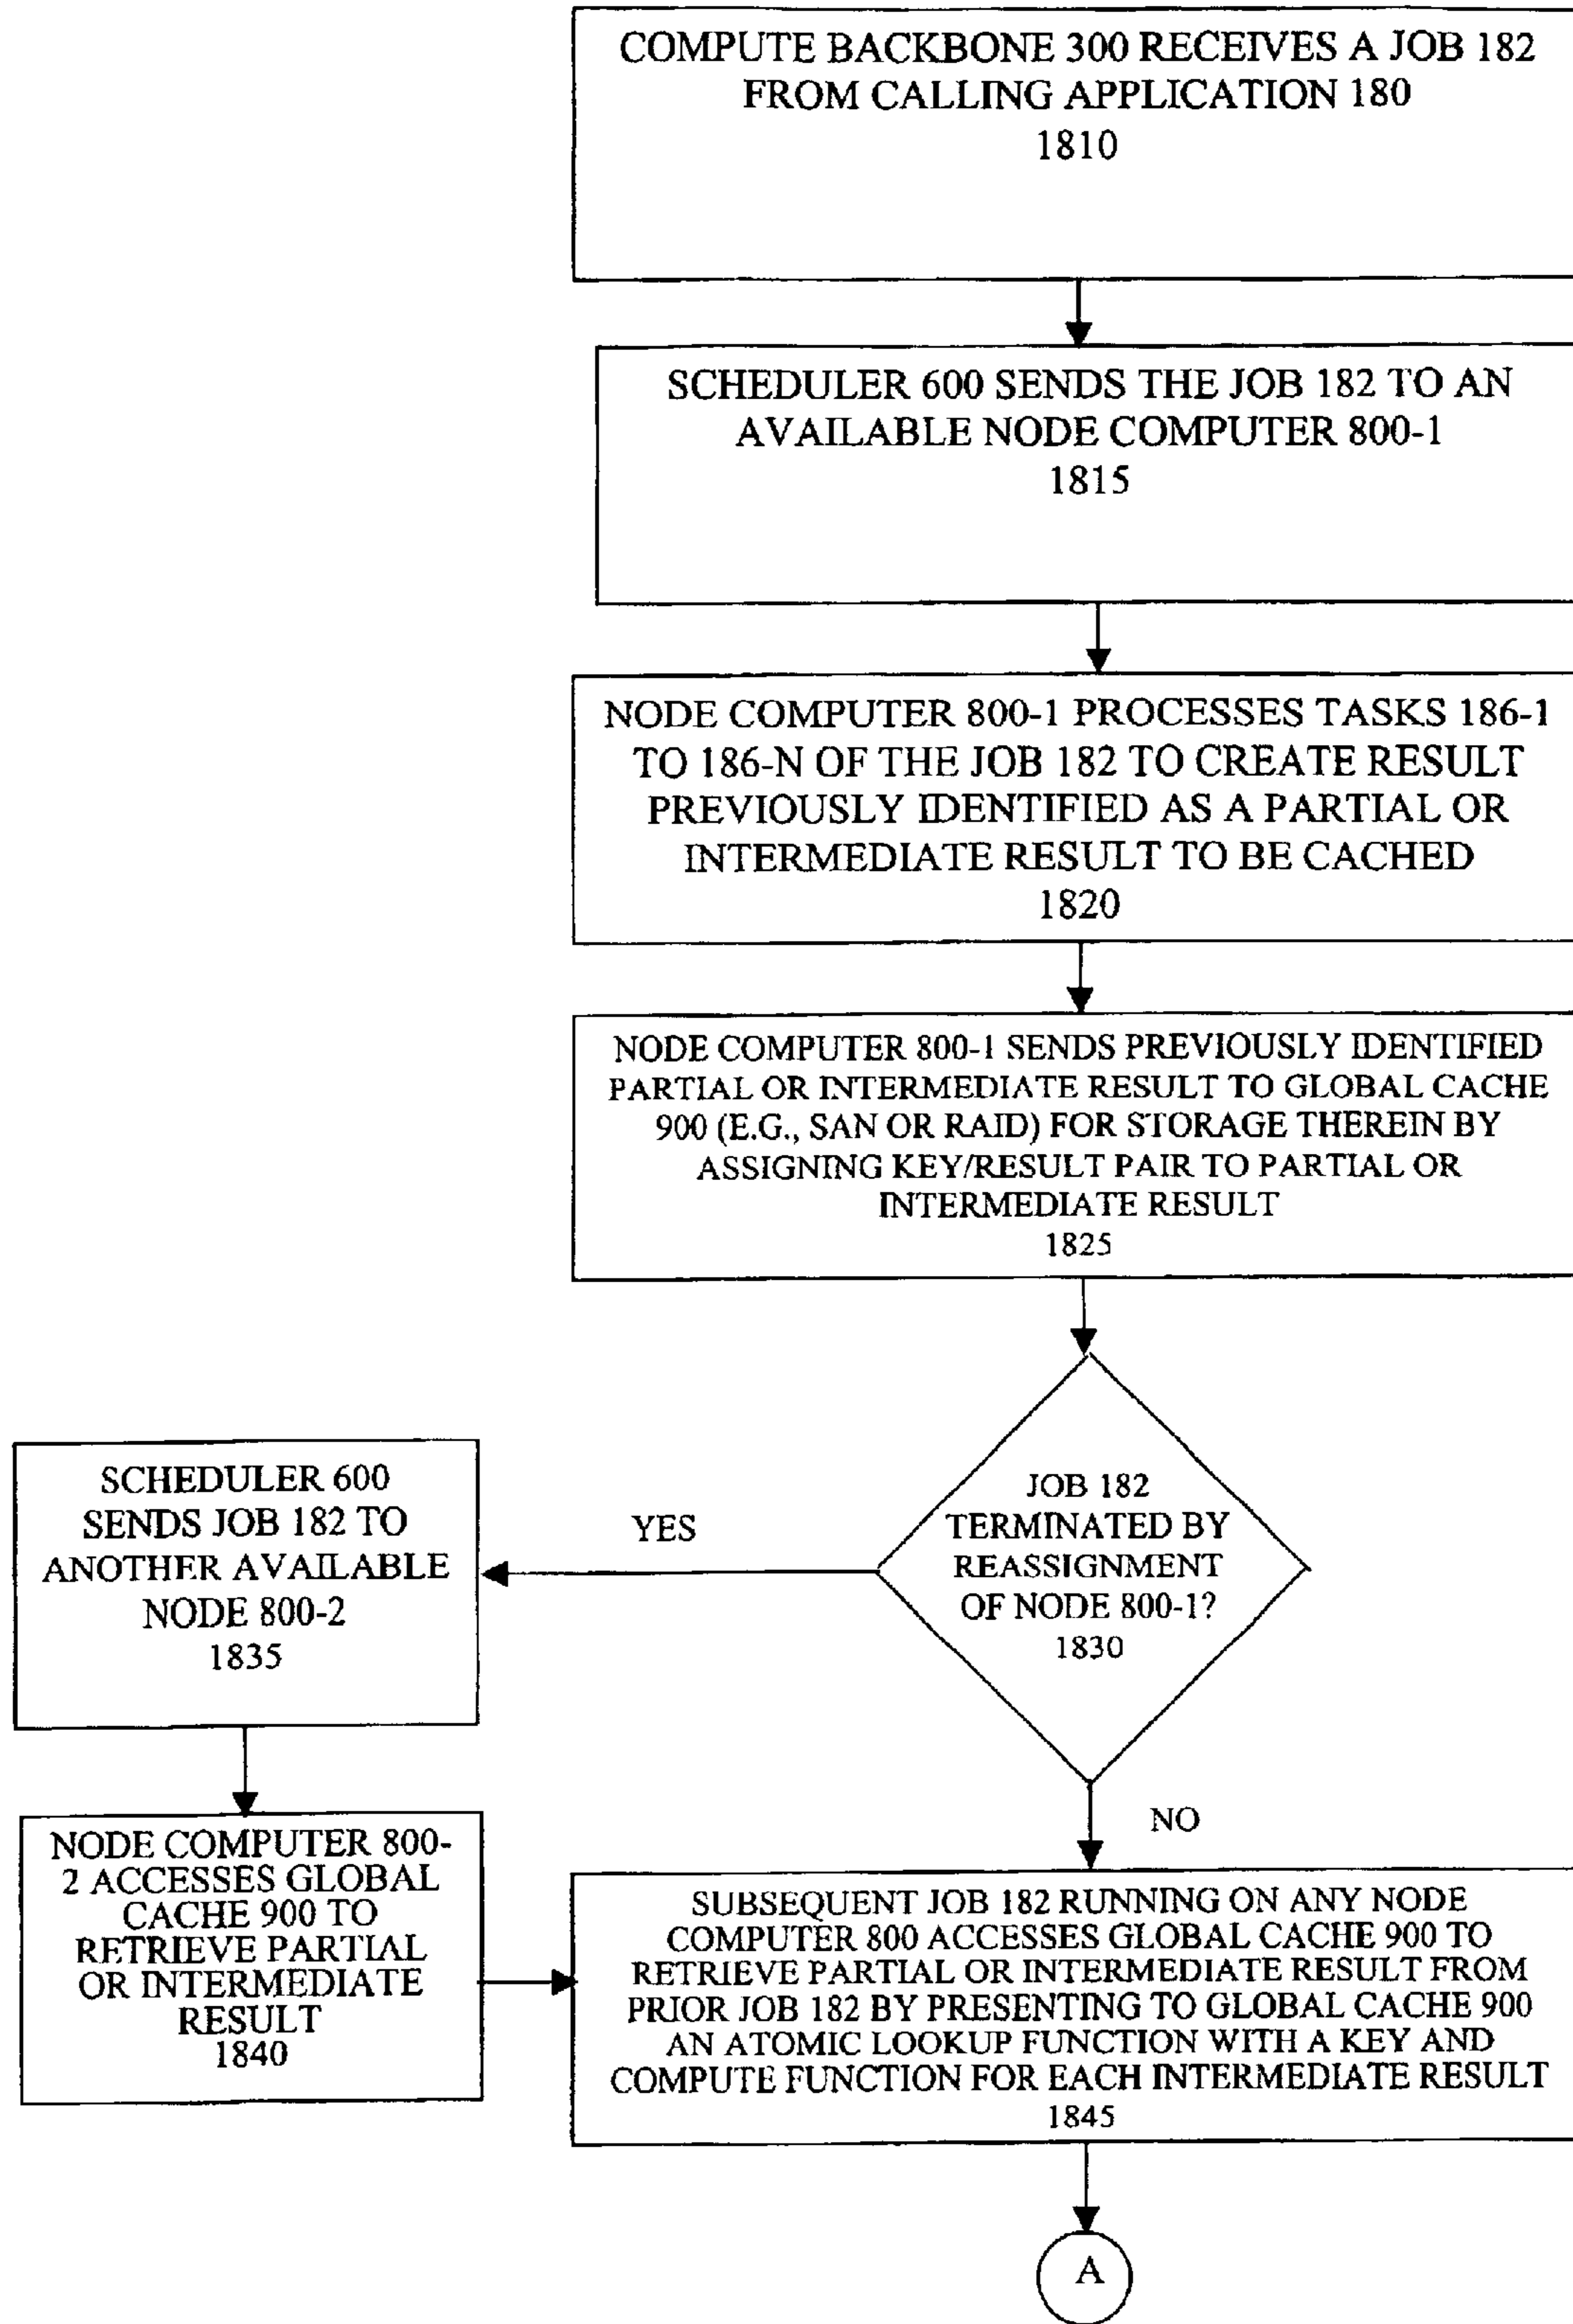 COMPUTE BACKBONE 300 RECEIVES A JOB 182
FROM CALLING APPLICATION 180
1810
SCHEDULER 600 SENDS THE JOB 182 TO AN
AVAILABLE NODE COMPUTER 800-1
1815
NODE COMPUTER 800-1 PROCESSES TASKS 186-1
TO 186-N OF THE JOB 182 TO CREATE RESULT
PREVIOUSLY IDENTIFIED AS A PARTIAL OR
INTERMEDIATE RESULT TO BE CACHED
1820
NODE COMPUTER 800-1 SENDS PREVIOUSLY IDENTIFIED
PARTIAL OR INTERMEDIATE RESULT TO GLOBAL CACHE
900 (E.G., SAN OR RAID) FOR STORAGE THEREIN BY
ASSIGNING KEY/RESULT PAIR TO PARTIAL OR
INTERMEDIATE RESULT
1825
JOB 182
TERMINATED BY
REASSIGNMENT
OF NODE 800-1?
1830
YES
SCHEDULER 600
SENDS JOB 182 TO
ANOTHER AVAILABLE
NODE 800-2
1835
NODE COMPUTER 800-
2 ACCESSES GLOBAL
CACHE 900 TO
RETRIEVE PARTIAL
OR INTERMEDIATE
RESULT
1840
NO
SUBSEQUENT JOB 182 RUNNING ON ANY NODE
COMPUTER 800 ACCESSES GLOBAL CACHE 900 TO
RETRIEVE PARTIAL OR INTERMEDIATE RESULT FROM
PRIOR JOB 182 BY PRESENTING TO GLOBAL CACHE 900
AN ATOMIC LOOKUP FUNCTION WITH A KEY AND
COMPUTE FUNCTION FOR EACH INTERMEDIATE RESULT
1845
A